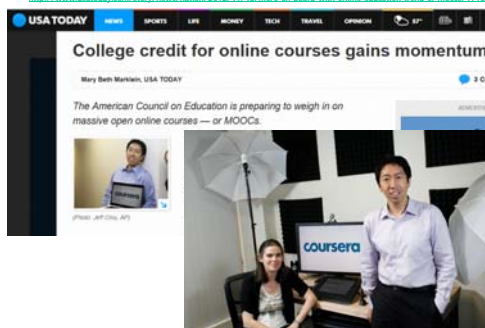 USA TODAY
NEWS
SPORTS
LIFE
MONEY
TECH
TRAVEL
OPINION
College credit for online courses gains momentum
Mary Beth Marklein, USA TODAY
The American Council on Education is preparing to weigh in on
massive open online courses — or MOOCs.
coursera
(Photo: Jeff Chiu, AP)
coursera